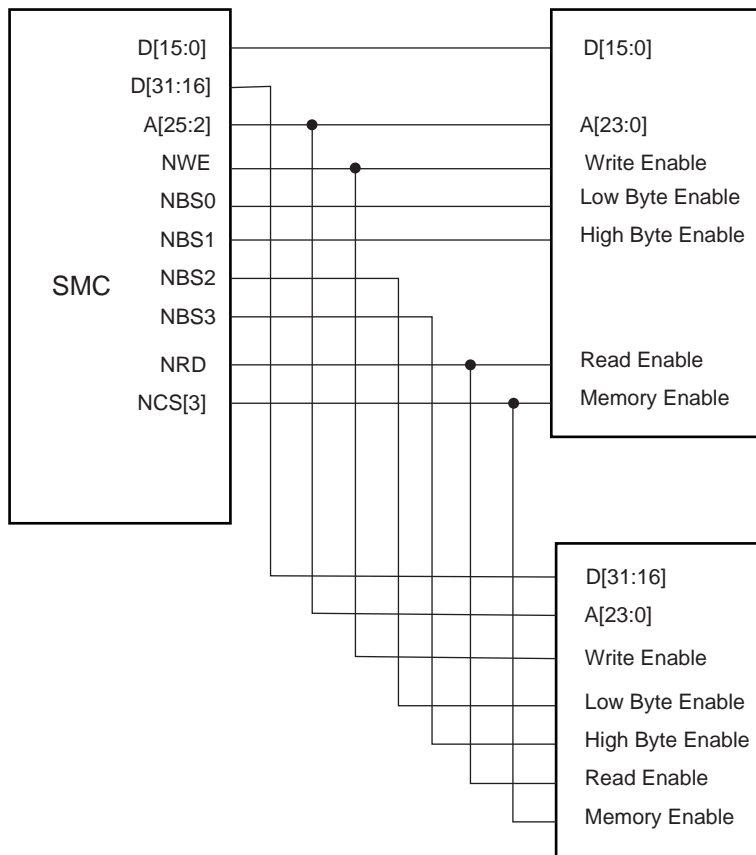 D[15:0]
D[31:16]
A[25:2]
NWE
NBS0
NBS1
NBS2
NBS3
NRD
NCS[3]
SMC
D[15:0]
A[23:0]
Write Enable
Low Byte Enable
High Byte Enable
Read Enable
Memory Enable
D[31:16]
A[23:0]
Write Enable
Low Byte Enable
High Byte Enable
Read Enable
Memory Enable